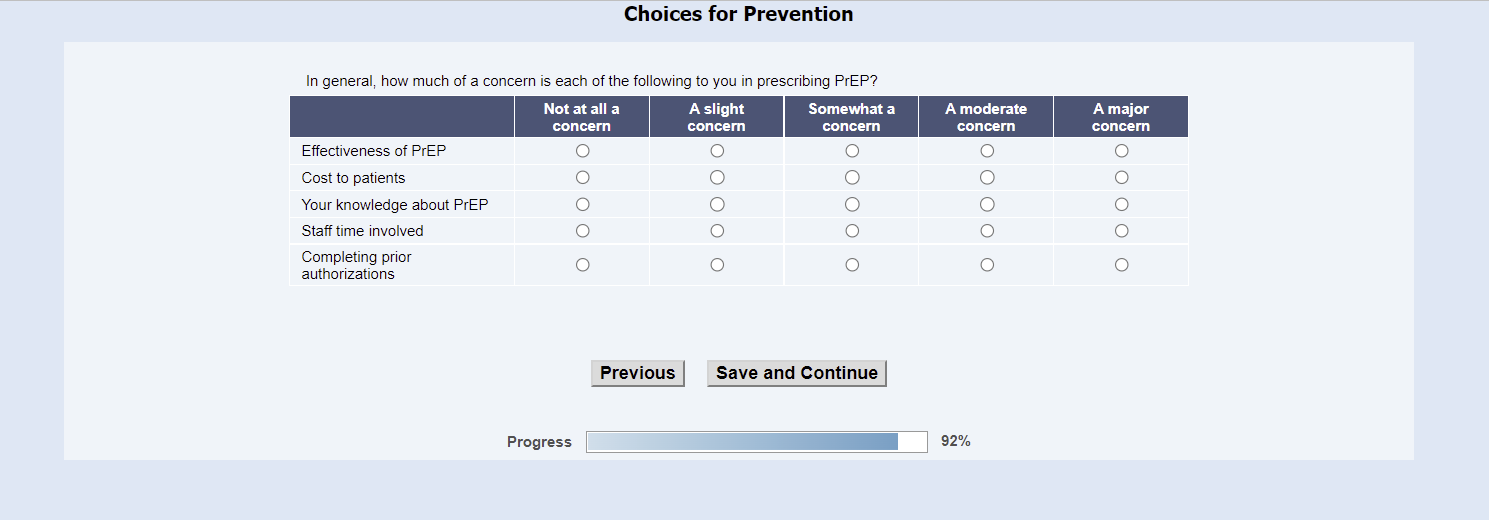 Choices for Prevention
In general, how much of a concern is each of the following to you in prescribing PrEP?
Not at all a concern
A slight concern
Somewhat a concern
A moderate concern
A major concern
Effectiveness of PrEP
Cost to patients
Your knowledge about PrEP
Staff time involved
Completing prior
authorizations
Previous
Save and Continue
Progress
92%